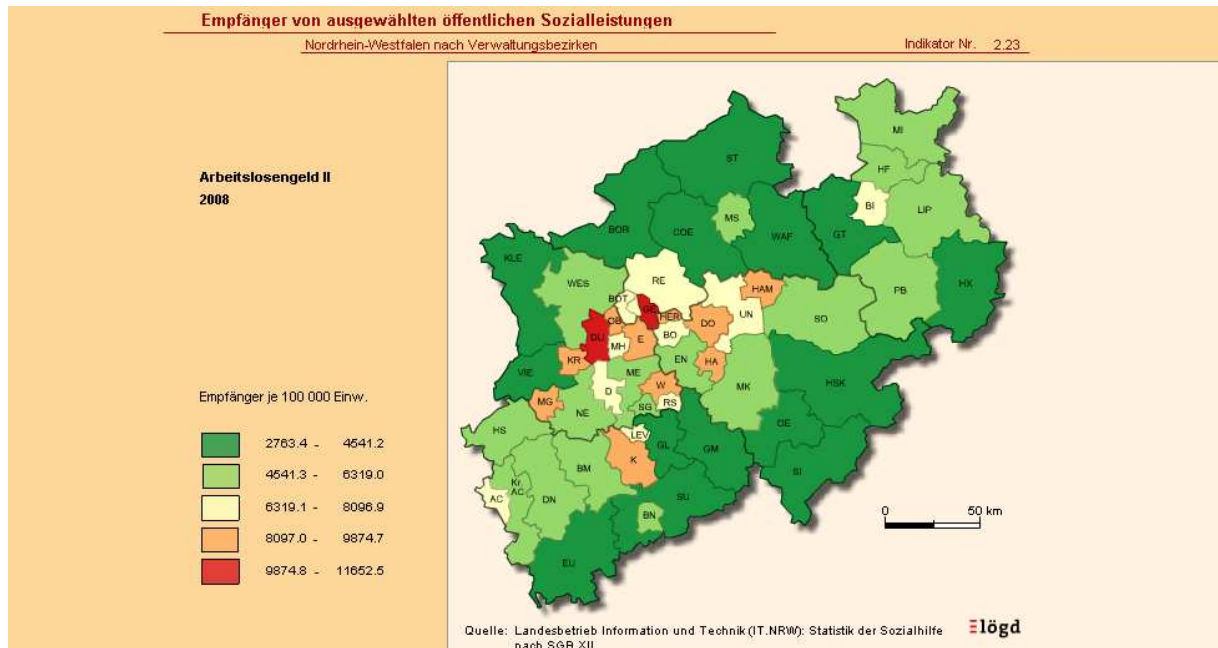 Empfänger von ausgewählten öffentlichen Sozialleistungen
Nordrhein-Westfalen nach Verwaltungsbezirken Indikator Nr. 2.23
Arbeitslosengeld II
2008
Empfänger je 100 000 Einw.
2763.4 - 4541.2
4541.3 - 6319.0
6319.1 - 8096.9
8097.0 - 9874.7
9874.8 - 11652.5
MI
ST
HF
BI
LIP
MS
BOR
COE
WAF
GT
KLE
RE
WES
HAM
PB
HX
BOT
GE
HER
UN
SO
OB
DO
DU
BO
MH
E
EN
HA
KR
VIE
ME
MK
HSK
W
D
MG
RS
SG
NE
OE
HS
LEV
GL
GM
K
BM
SI
Kr.
AC
AC
DN
SU
BN
EU
0 50 km
Quelle: Landesbetrieb Information und Technik (IT.NRW): Statistik der Sozialhilfe
nach SGB XII
lögd